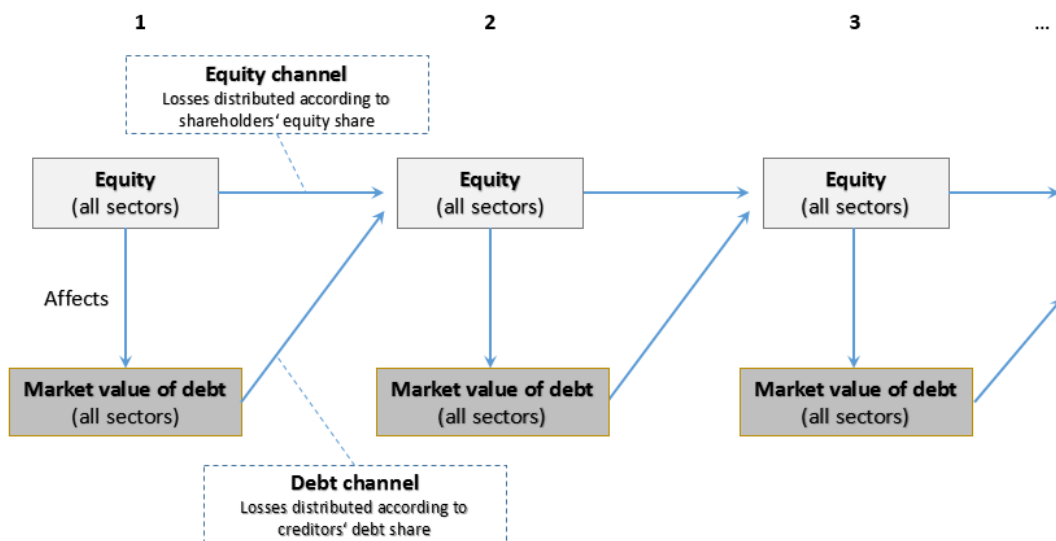 1
2
3
...
Equity channel
Losses distributed according to
shareholders‘ equity share
Equity
(all sectors)
Equity
(all sectors)
Equity
(all sectors)
Affects
Market value of debt
(all sectors)
Market value of debt
(all sectors)
Market value of debt
(all sectors)
Debt channel
Losses distributed according to
creditors‘ debt share